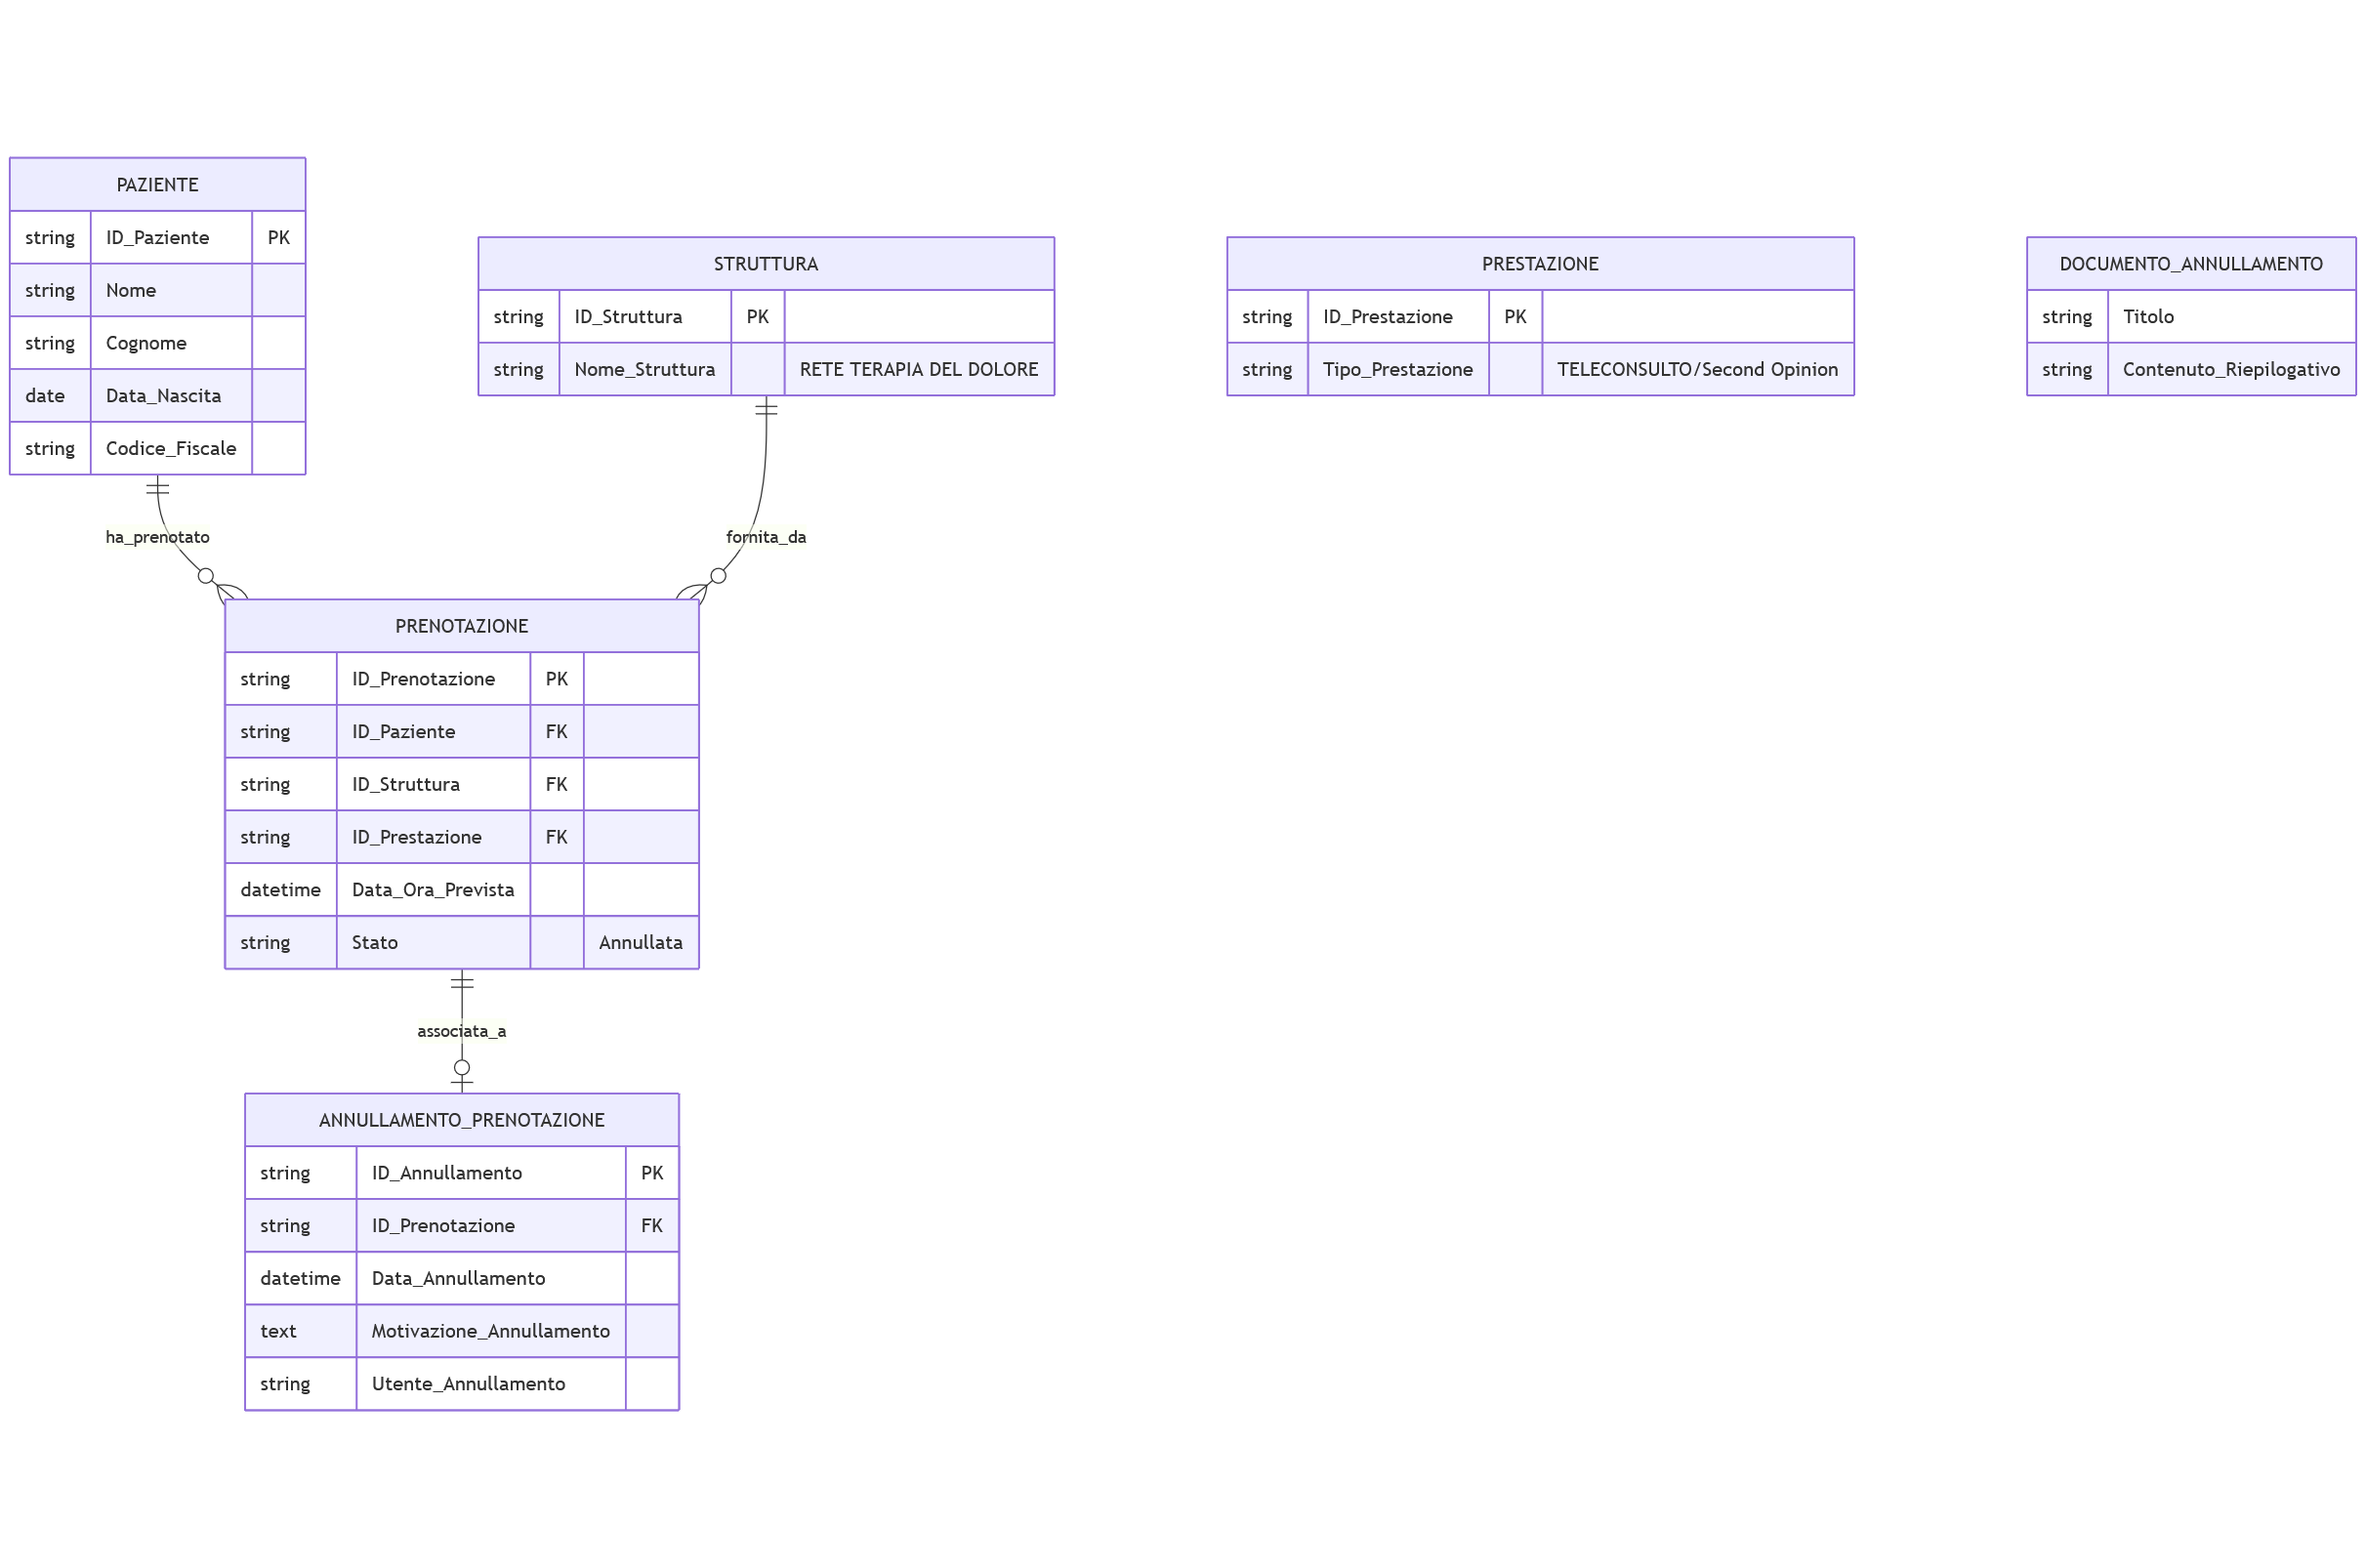 PAZIENTE
string ID_Paziente PK
string Nome
string Cognome
date Data_Nascita
string Codice_Fiscale
STRUTTURA
string ID_Struttura PK
string Nome_Struttura RETE TERAPIA DEL DOLORE
PRESTAZIONE
string ID_Prestazione PK
string Tipo_Prestazione TELECONSULTO/Second Opinion
DOCUMENTO_ANNULLAMENTO
string Titolo
string Contenuto_Riepilogativo
ha_prenotato
fornita_da
PRENOTAZIONE
string ID_Prenotazione PK
string ID_Paziente FK
string ID_Struttura FK
string ID_Prestazione FK
datetime Data_Ora_Prevista
string Stato Annullata
associata_a
ANNULLAMENTO_PRENOTAZIONE
string ID_Annullamento PK
string ID_Prenotazione FK
datetime Data_Annullamento
text Motivazione_Annullamento
string Utente_Annullamento